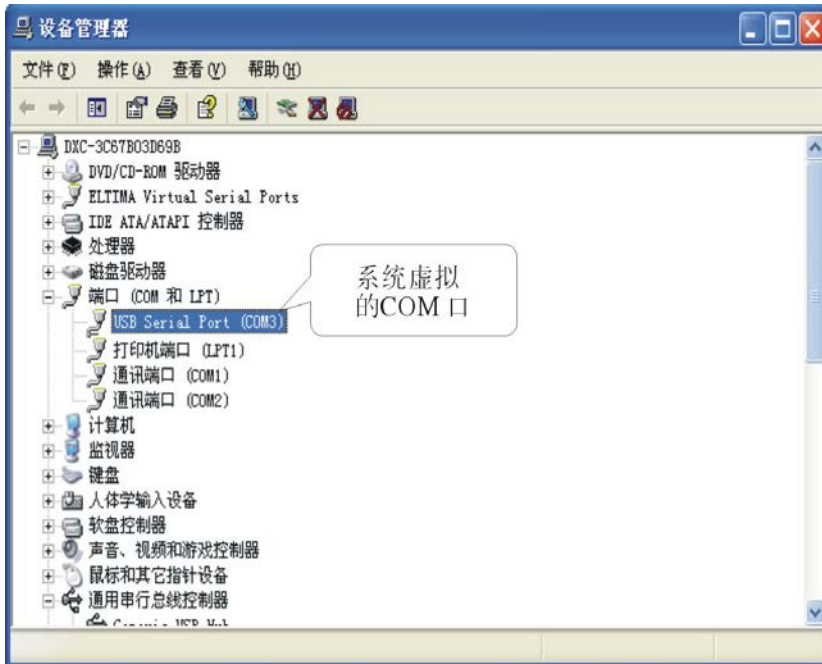 设备管理器
文件(F) 操作(A) 查看(V) 帮助(H)
DXC-3C67B03D69B
DVD/CD-ROM 驱动器
ELTIMA Virtual Serial Ports
IDE ATA/ATAPI 控制器
处理器
磁盘驱动器
端口 (COM 和 LPT)
USB Serial Port (COM3)
打印机端口 (LPT1)
通讯端口 (COM1)
通讯端口 (COM2)
系统虚拟
的COM 口
计算机
监视器
键盘
人体学输入设备
软盘控制器
声音、视频和游戏控制器
鼠标和其它指针设备
通用串行总线控制器
Generic USB Hub